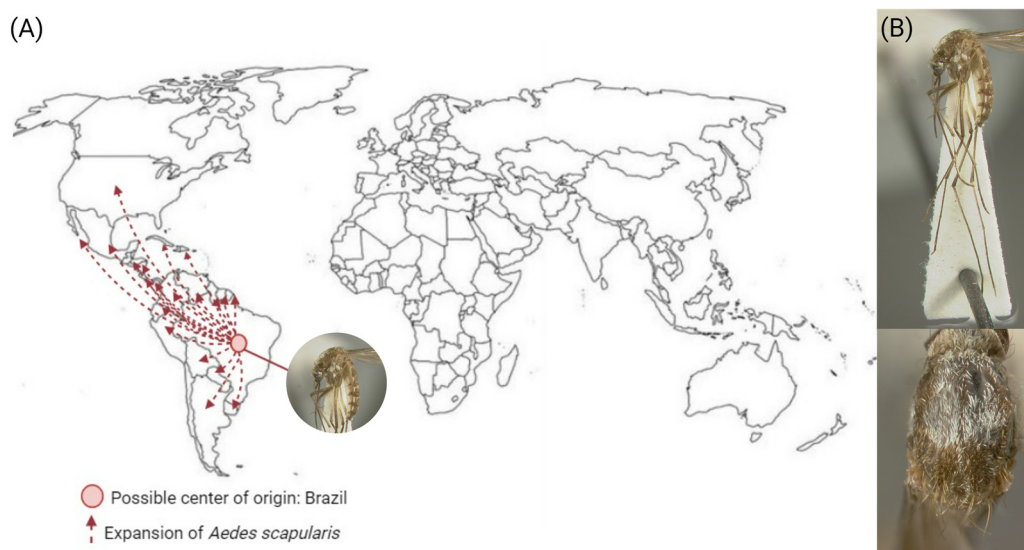 (A)
(B)
Possible center of origin: Brazil
Expansion of Aedes scapularis